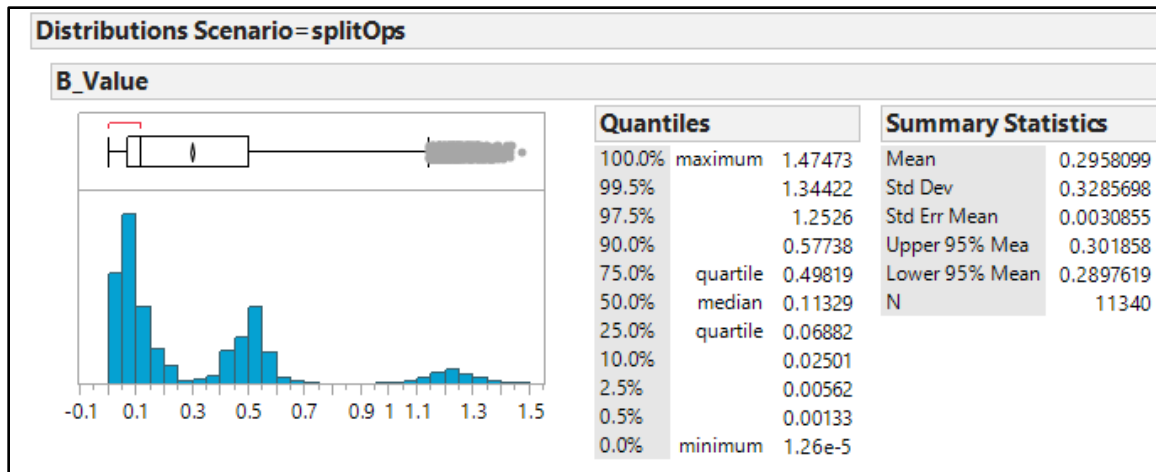 Distributions Scenario=splitOps
B_Value
-0.1 0.1 0.3 0.5 0.7 0.9 1 1.1 1.3 1.5
Quantiles
100.0% maximum 1.47473
99.5% 1.34422
97.5% 1.2526
90.0% 0.57738
75.0% quartile 0.49819
50.0% median 0.11329
25.0% quartile 0.06882
10.0% 0.02501
2.5% 0.00562
0.5% 0.00133
0.0% minimum 1.26e-5
Summary Statistics
Mean 0.2958099
Std Dev 0.3285698
Std Err Mean 0.0030855
Upper 95% Mea 0.301858
Lower 95% Mean 0.2897619
N 11340